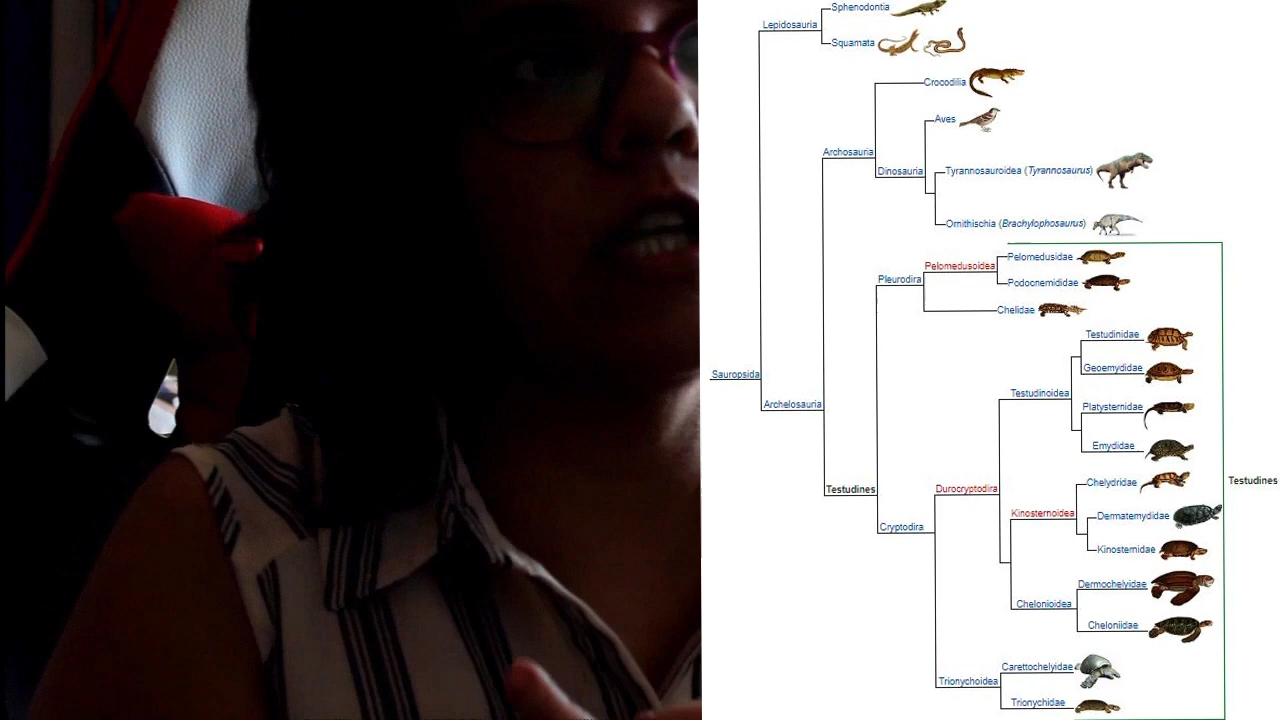 Sphenodontia
Lepidosauria
Squamata
Crocodilia
Aves
Archosauria
Dinosauria
Tyrannosauroidea (Tyrannosaurus)
Ornithischia (Brachylophosaurus)
Pelomedusidae
Pelomedusoidea
Pleurodira
Podocnemididae
Chelidae
Testudinidae
Geoemydidae
Sauropsida
Testudinoidea
Archelosauria
Platysternidae
Emydidae
Testudines
Chelydridae
Testudines
Durocryptodira
Kinosternoidea
Dermatemydidae
Cryptodira
Kinosternidae
Dermochelyidae
Chelonioidea
Cheloniidae
Carettochelyidae
Trionychoidea
Trionychidae